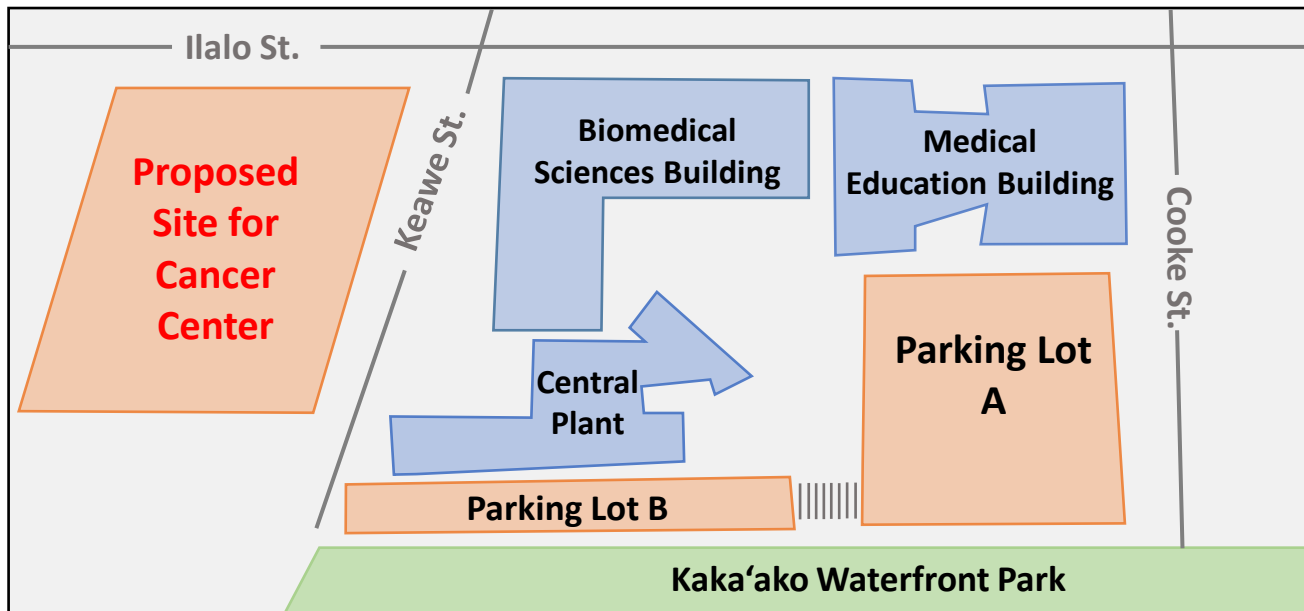 Ilalo St.
Proposed
Site for
Cancer
Center
Keawe St.
Biomedical
Sciences Building
Medical
Education Building
Cooke St.
Central
Plant
Parking Lot
A
Parking Lot B
Kakaʻako Waterfront Park